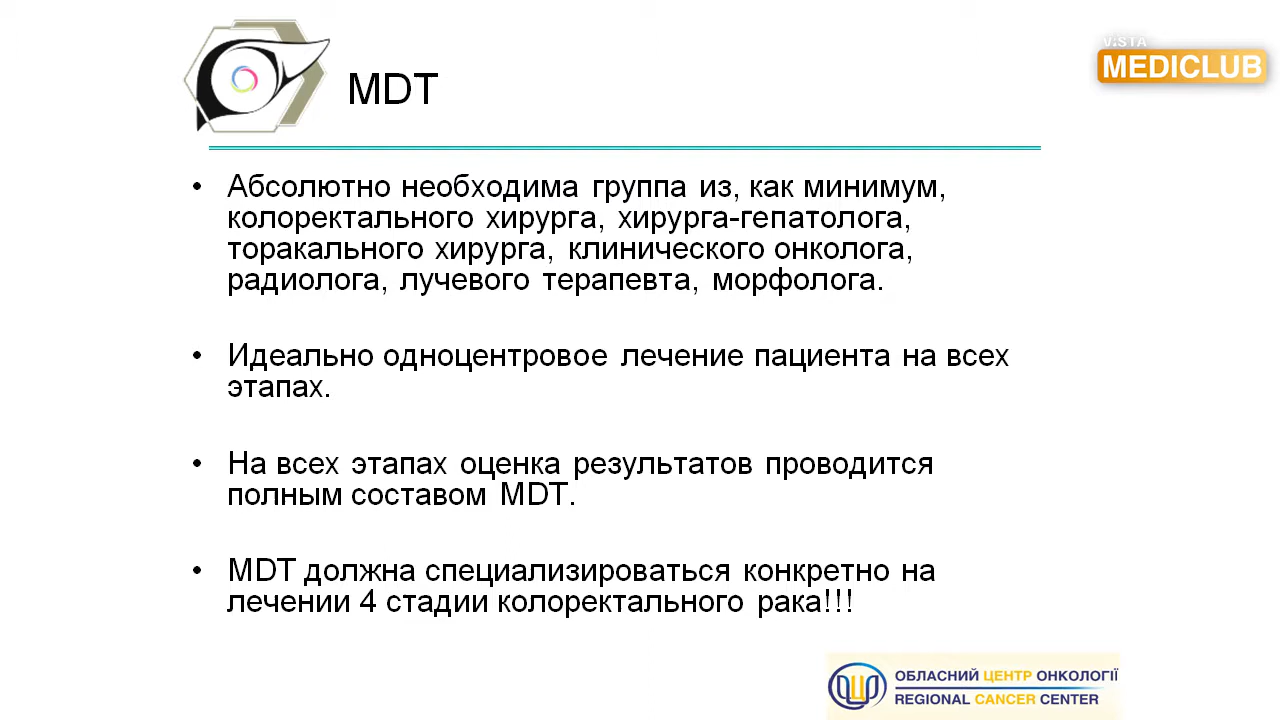 ViSTA
MEDICLUB
MDT
• Абсолютно необходима группа из, как минимум,
колоректального хирурга, хирурга-гепатолога,
торакального хирурга, клинического онколога,
радиолога, лучевого терапевта, морфолога.
• Идеально одноцентровое лечение пациента на всех
этапах.
• На всех этапах оценка результатов проводится
полным составом MDT.
• MDT должна специализироваться конкретно на
лечении 4 стадии колоректального рака!!!
ОБЛАСНИЙ ЦЕНТР ОНКОЛОГІЇ
REGIONAL CANCER CENTER